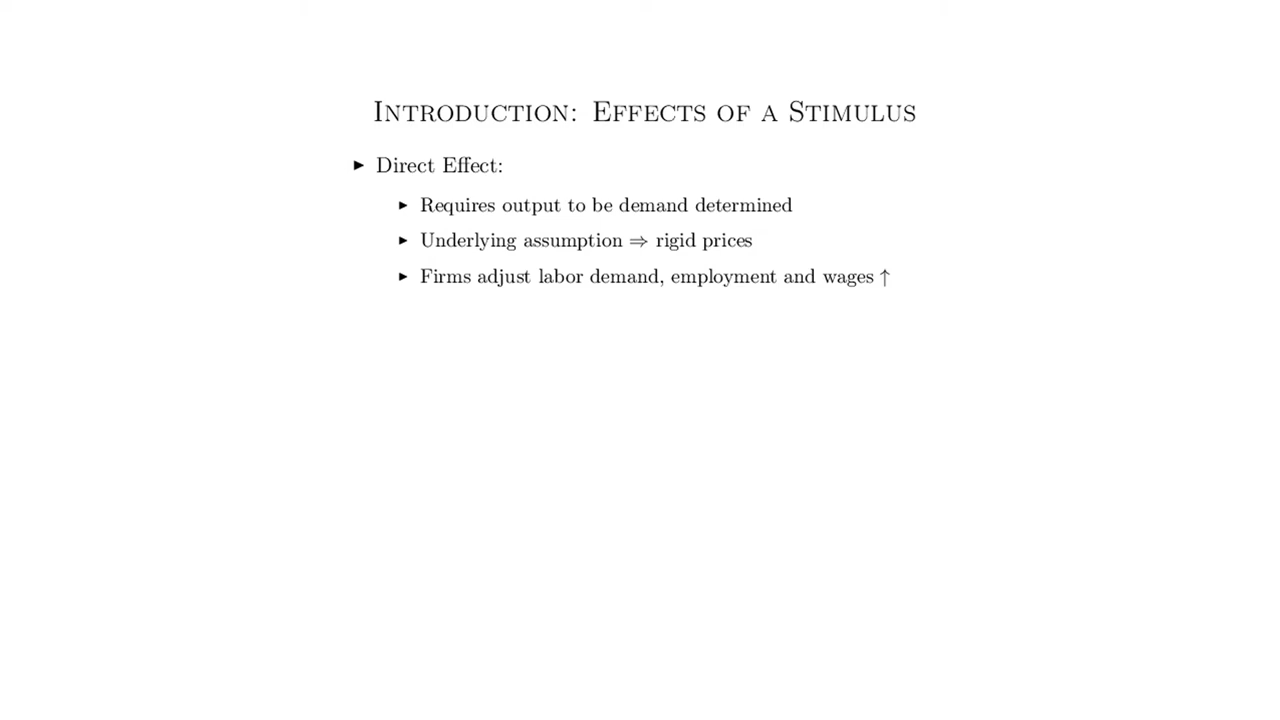 Introduction: Effects of a Stimulus
▶ Direct Effect:
▶ Requires output to be demand determined
▶ Underlying assumption ⇒ rigid prices
▶ Firms adjust labor demand, employment and wages ↑